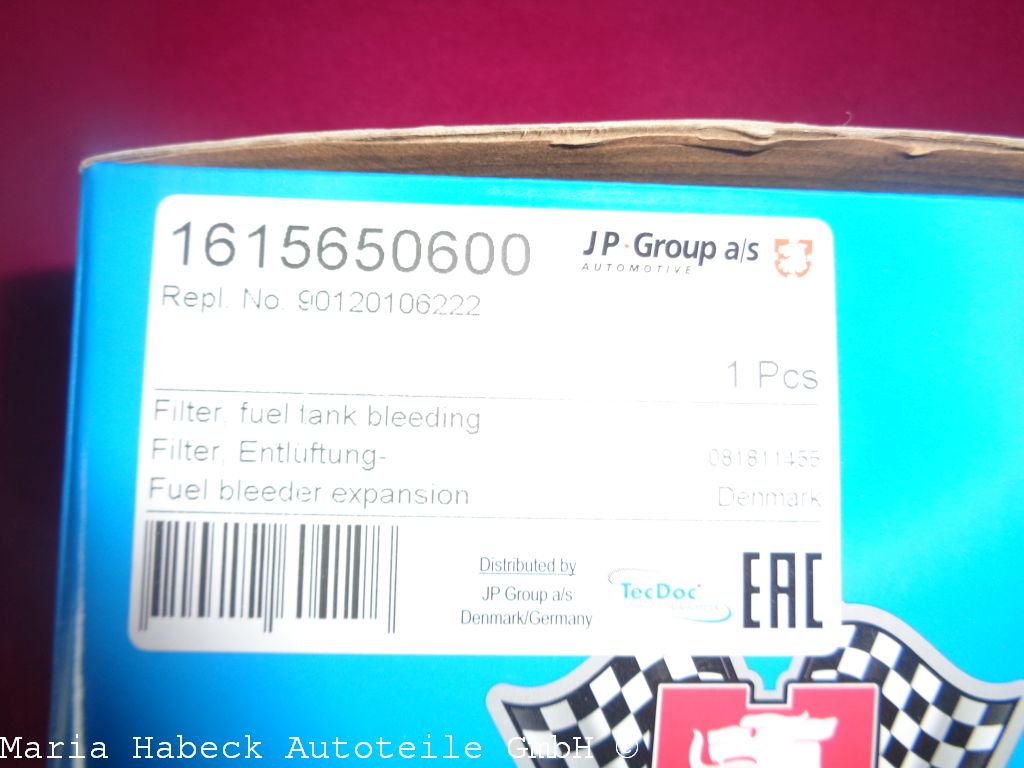 1615650600
JP Group a/s
AUTOMOTIVE
Repl. No. 90120106222
1 Pcs
Filter, fuel tank bleeding
Filter, Entlüftung-
081811455
Fuel bleeder expansion
Denmark
Distributed by
JP Group a/s
Denmark/Germany
TecDoc
EAC
Maria Habeck Autoteile GmbH ©